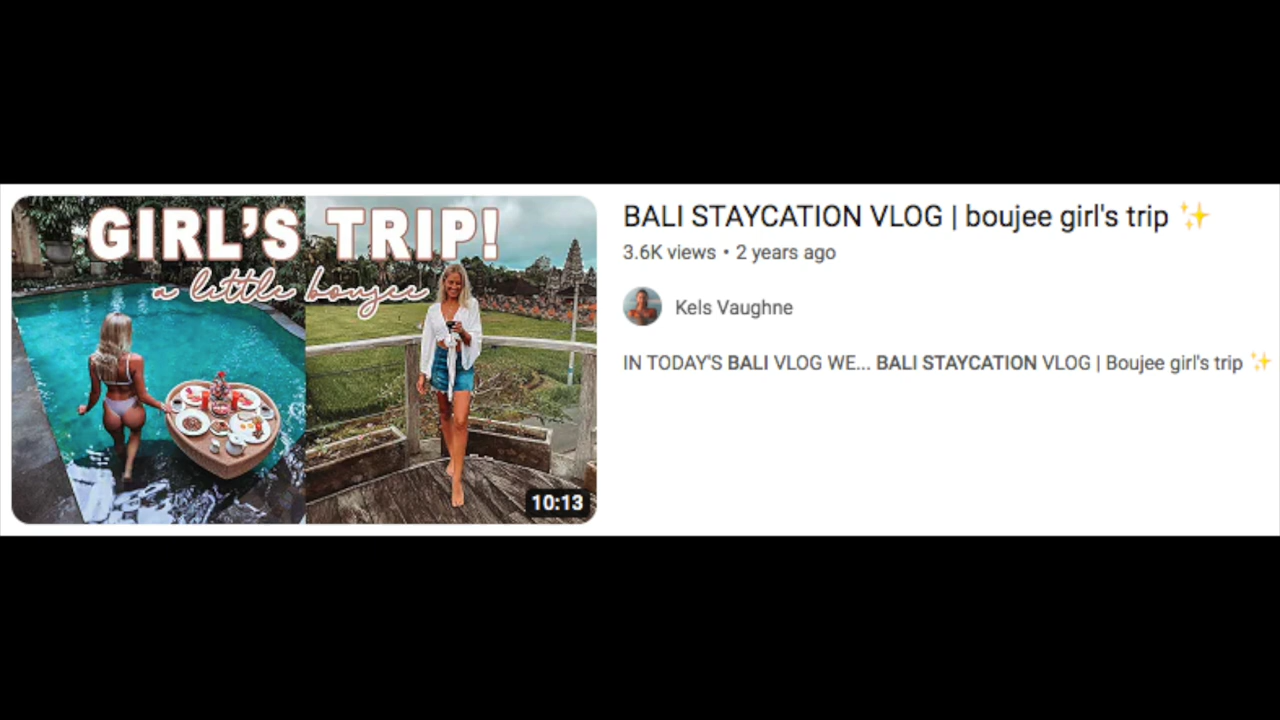 GIRL'S TRIP!
a little boujee
10:13
BALI STAYCATION VLOG | boujee girl's trip ✨
3.6K views • 2 years ago
Kels Vaughne
IN TODAY'S BALI VLOG WE... BALI STAYCATION VLOG | Boujee girl's trip ✨